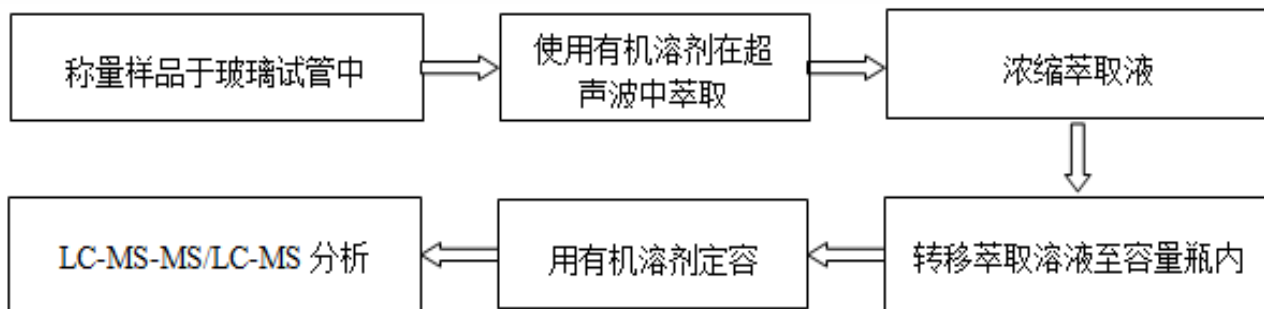 称量样品于玻璃试管中
使用有机溶剂在超
声波中萃取
浓缩萃取液
转移萃取溶液至容量瓶内
用有机溶剂定容
LC-MS-MS/LC-MS 分析